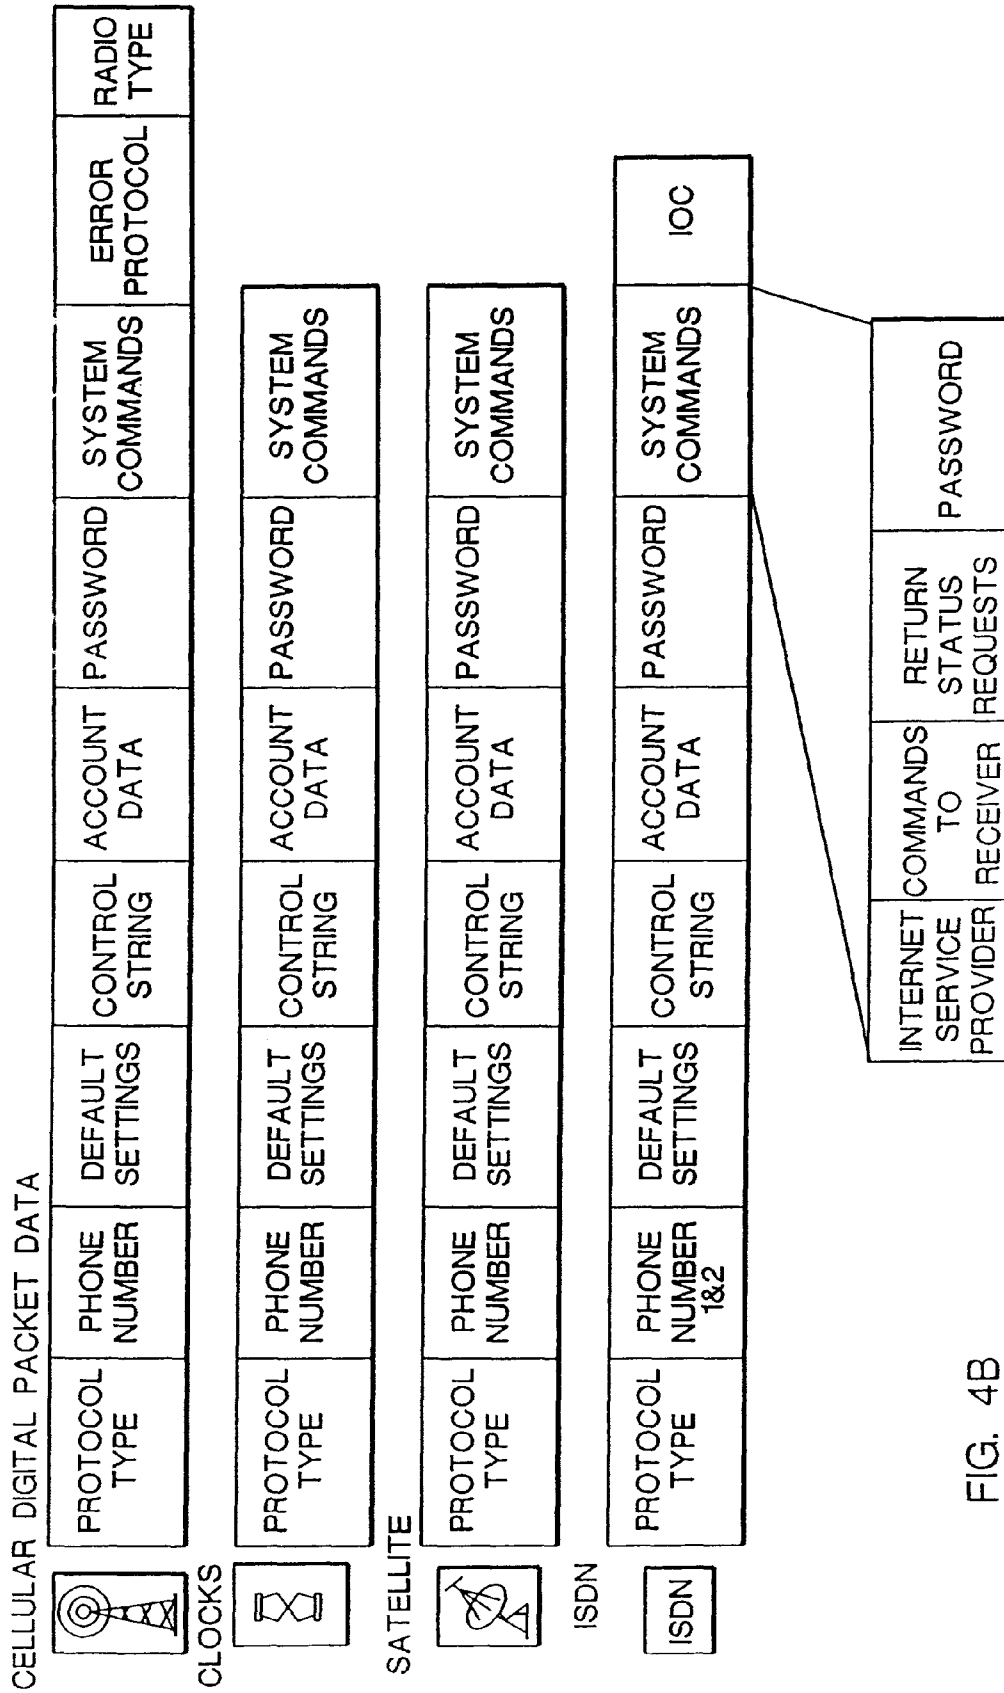 CELLULAR DIGITAL PACKET DATA
PROTOCOL
TYPE
PHONE
NUMBER
DEFAULT
SETTINGS
CONTROL
STRING
ACCOUNT
DATA
PASSWORD
SYSTEM
COMMANDS
ERROR
PROTOCOL
RADIO
TYPE
CLOCKS
PROTOCOL
TYPE
PHONE
NUMBER
DEFAULT
SETTINGS
CONTROL
STRING
ACCOUNT
DATA
PASSWORD
SYSTEM
COMMANDS
SATELLITE
PROTOCOL
TYPE
PHONE
NUMBER
DEFAULT
SETTINGS
CONTROL
STRING
ACCOUNT
DATA
PASSWORD
SYSTEM
COMMANDS
ISDN
ISDN
PROTOCOL
TYPE
PHONE
NUMBER
1&2
DEFAULT
SETTINGS
CONTROL
STRING
ACCOUNT
DATA
PASSWORD
SYSTEM
COMMANDS
IOC
INTERNET
SERVICE
PROVIDER
COMMANDS
TO
RECEIVER
RETURN
STATUS
REQUESTS
PASSWORD
FIG. 4B